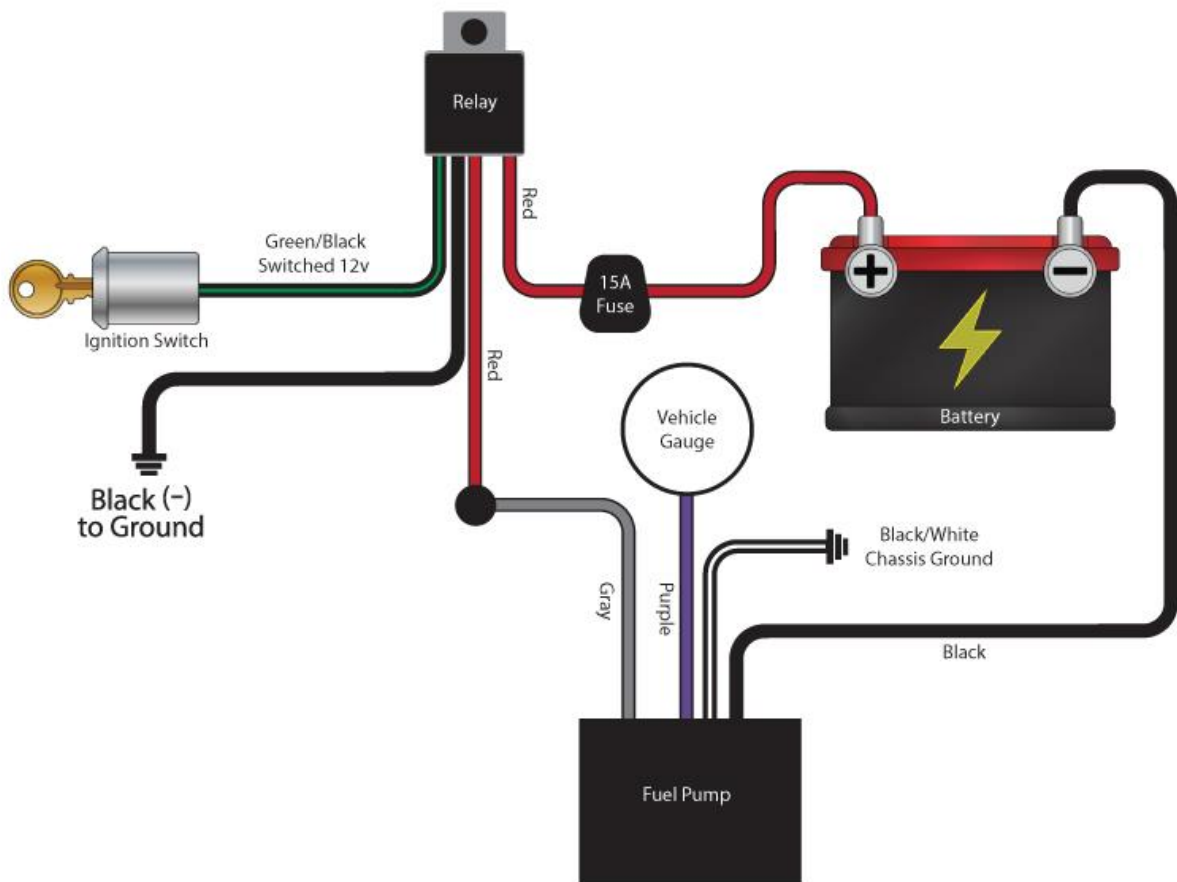 Relay
Red
Green/Black
Switched 12v
15A
Fuse
+
−
Ignition Switch
Red
Vehicle
Gauge
Battery
Black (-)
to Ground
Black/White
Chassis Ground
Gray
Purple
Black
Fuel Pump